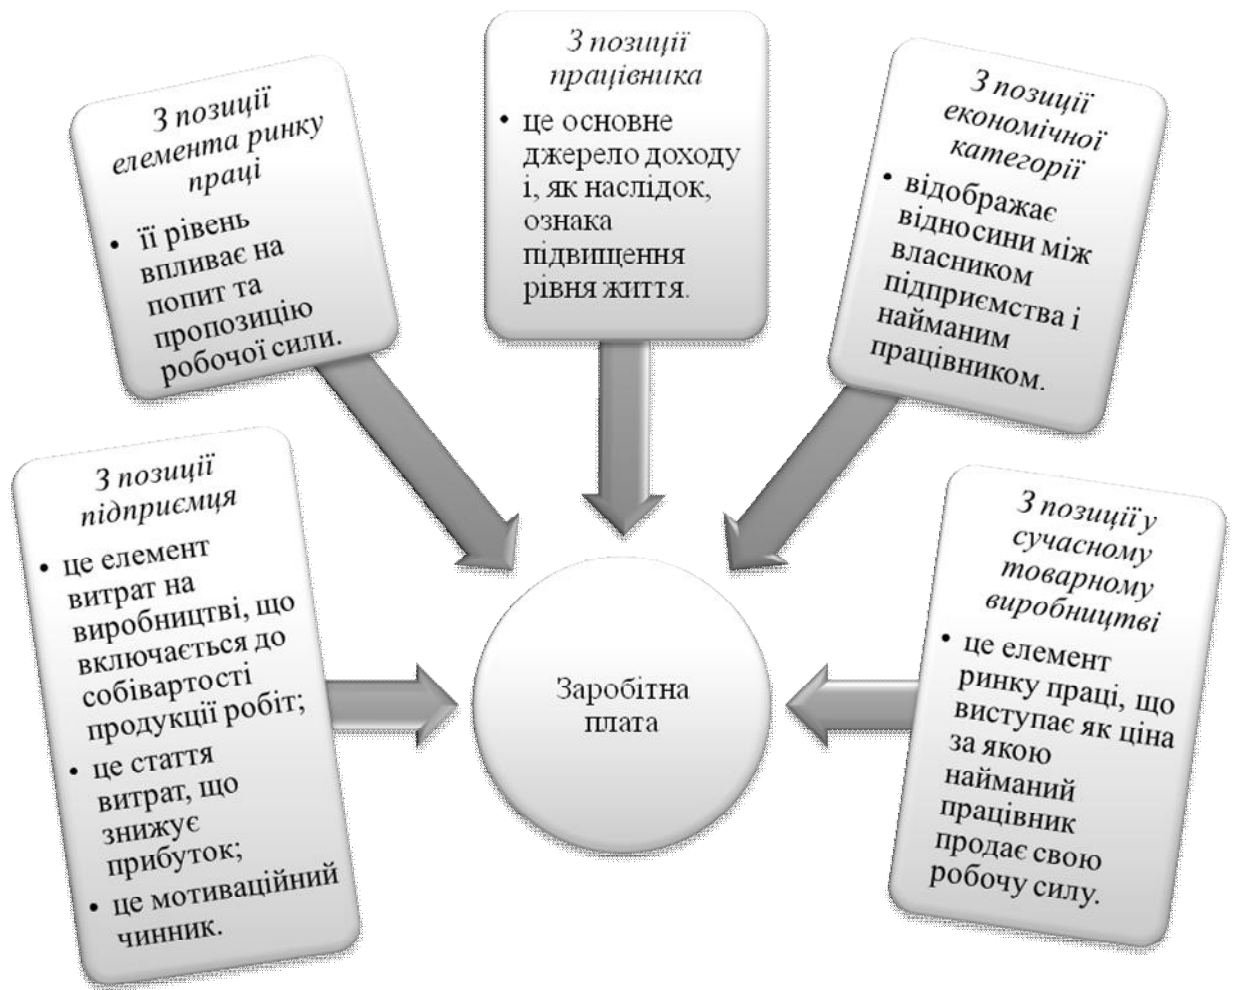 З позиції
підприємця
• це елемент
витрат на
виробництві, що
включається до
собівартості
продукції робіт;
• це стаття
витрат, що
знижує
прибуток;
• це мотиваційний
чинник.
З позиції
елемента ринку
праці
• її рівень
впливає на
попит та
пропозицію
робочої сили.
З позиції
працівника
• це основне
джерело доходу
і, як наслідок,
ознака
підвищення
рівня життя.
З позиції
економічної
категорії
• відображає
відносини між
власником
підприємства і
найманим
працівником.
З позиції у
сучасному
товарному
виробництві
• це елемент
ринку праці, що
виступає як ціна
за якою
найманий
працівник
продає свою
робочу силу.
Заробітна
плата